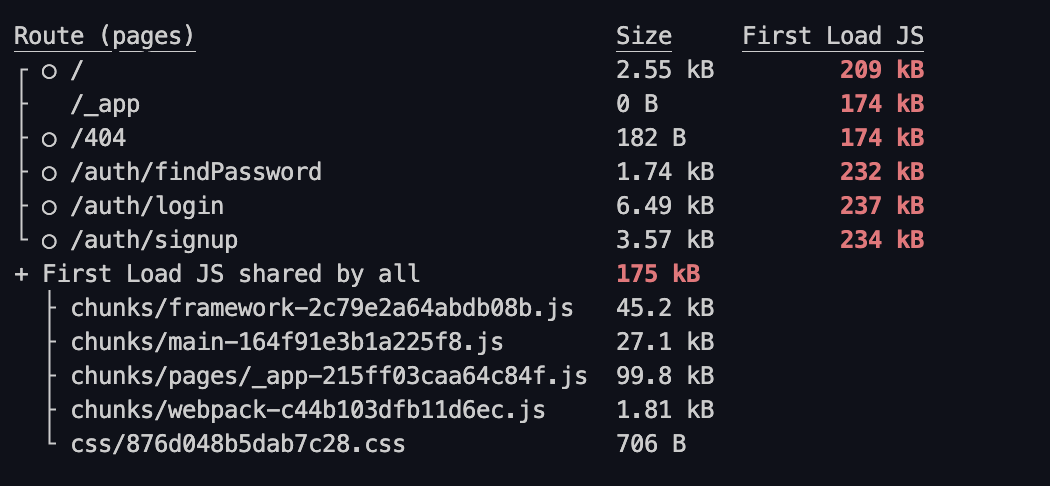 Route (pages) Size First Load JS
┌ ○ / 2.55 kB 209 kB
├   /_app 0 B 174 kB
├ ○ /404 182 B 174 kB
├ ○ /auth/findPassword 1.74 kB 232 kB
├ ○ /auth/login 6.49 kB 237 kB
└ ○ /auth/signup 3.57 kB 234 kB
+ First Load JS shared by all 175 kB
├ chunks/framework-2c79e2a64abdb08b.js 45.2 kB
├ chunks/main-164f91e3b1a225f8.js 27.1 kB
├ chunks/pages/_app-215ff03caa64c84f.js 99.8 kB
├ chunks/webpack-c44b103dfb11d6ec.js 1.81 kB
└ css/876d048b5dab7c28.css 706 B